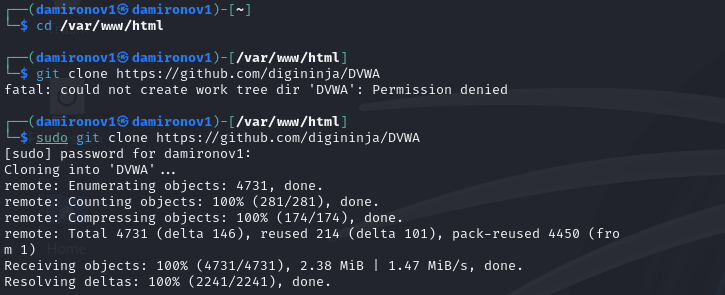 ┌──(damironov1㉿damironov1)-[~]
└─$ cd /var/www/html
┌──(damironov1㉿damironov1)-[/var/www/html]
└─$ git clone https://github.com/digininja/DVWA
fatal: could not create work tree dir 'DVWA': Permission denied
┌──(damironov1㉿damironov1)-[/var/www/html]
└─$ sudo git clone https://github.com/digininja/DVWA
[sudo] password for damironov1:
Cloning into 'DVWA'...
remote: Enumerating objects: 4731, done.
remote: Counting objects: 100% (281/281), done.
remote: Compressing objects: 100% (174/174), done.
remote: Total 4731 (delta 146), reused 214 (delta 101), pack-reused 4450 (fro
m 1)
Home
Receiving objects: 100% (4731/4731), 2.38 MiB | 1.47 MiB/s, done.
Resolving deltas: 100% (2241/2241), done.